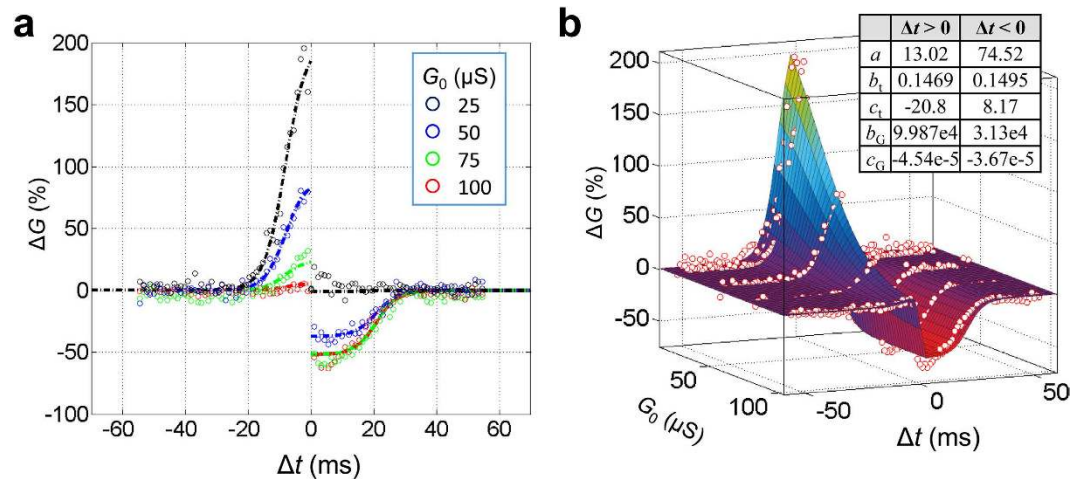 a
200
150
100
50
0
-50
-100
ΔG (%)
-60 -40 -20 0 20 40 60
Δt (ms)
G₀ (µS)
25
50
75
100
b
200
150
100
50
0
-50
ΔG (%)
50
100
G₀ (µS)
-50
0
50
Δt (ms)
Δt > 0 Δt < 0
a 13.02 74.52
bₜ 0.1469 0.1495
cₜ -20.8 8.17
b_G 9.987e4 3.13e4
c_G -4.54e-5 -3.67e-5